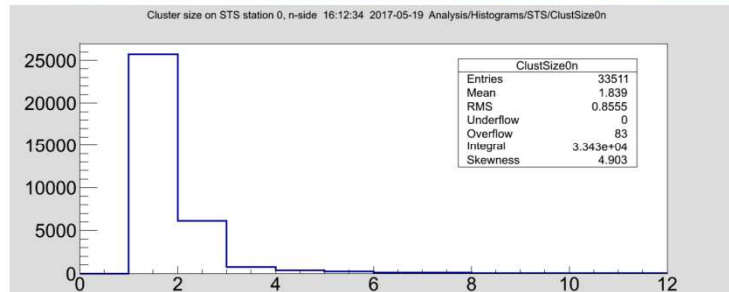 Cluster size on STS station 0, n-side 16:12:34 2017-05-19 Analysis/Histograms/STS/ClustSize0n
25000
20000
15000
10000
5000
0
ClustSize0n
Entries 33511
Mean 1.839
RMS 0.8555
Underflow 0
Overflow 83
Integral 3.343e+04
Skewness 4.903
0 2 4 6 8 10 12